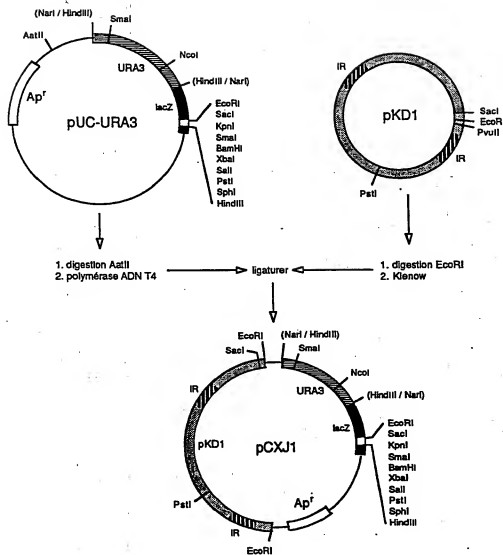 (NarI / HindIII)
SmaI
AatII
NcoI
URA3
(HindIII / NarI)
Apr
lacZ
pUC-URA3
EcoRI
SacI
KpnI
SmaI
BamHI
XbaI
SalI
PstI
SphI
HindIII
IR
pKD1
SacI
EcoR
PvuII
IR
PstI
1. digestion AatII
2. polymérase ADN T4
ligaturer
1. digestion EcoRI
2. Klenow
EcoRI
(NarI / HindIII)
SacI
SmaI
NcoI
URA3
IR
(HindIII / NarI)
lacZ
pKD1
pCXJ1
EcoRI
SacI
KpnI
SmaI
BamHI
XbaI
SalI
PstI
SphI
HindIII
PstI
Apr
IR
EcoRI